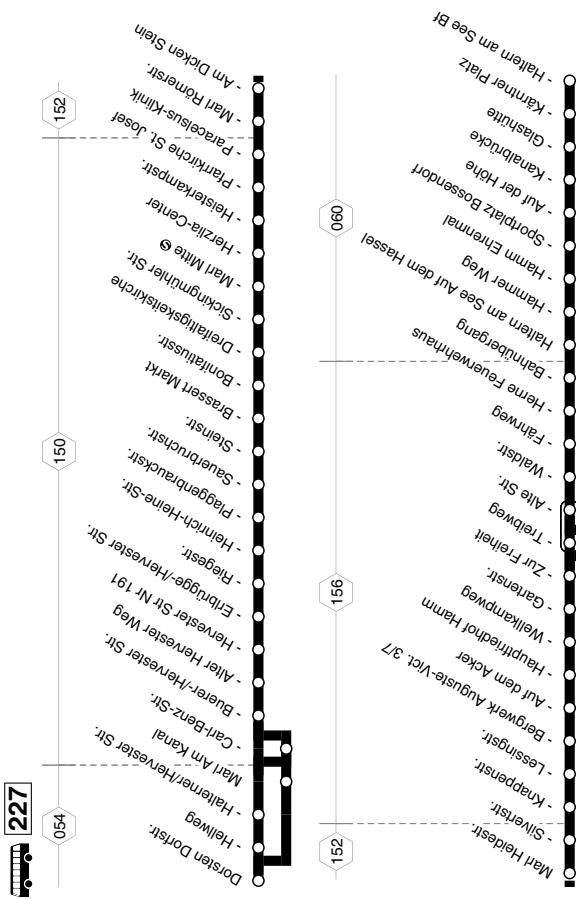 227
054
150
152
Dorsten Dorfstr.
- Hellweg
- Halterner/Hervester Str.
Marl Am Kanal
- Carl-Benz-Str.
- Buerer-/Hervester Str.
- Alter Hervester Weg
- Hervester Str Nr 191
- Erlbrügge-/Hervester Str.
- Riegestr.
- Heinrich-Heine-Str.
- Plaggenbrauckstr.
- Sauerbruchstr.
- Steinstr.
- Brassert Markt
- Bonifatiusstr.
- Dreifaltigkeitskirche
- Sickingmühler Str.
- Marl Mitte S
- Herzlia-Center
- Heisterkampstr.
- Pfarrkirche St. Josef
- Paracelsus-Klinik
- Marl Römerstr.
- Am Dicken Stein
152
156
060
Marl Heidestr.
- Silvertstr.
- Knappenstr.
- Lessingstr.
- Bergwerk Auguste-Vict. 3/7
- Auf dem Acker
- Hauptfriedhof Hamm
- Wellkampweg
- Gartenstr.
- Zur Freiheit
- Treibweg
- Alte Str.
- Waldstr.
- Fährweg
- Herne Feuerwehrhaus
- Bahnübergang
Haltern am See Auf dem Hassel
- Hammer Weg
- Hamm Ehrenmal
- Sportplatz Bossendorf
- Auf der Höhe
- Kanalbrücke
- Glashütte
- Kärntner Platz
- Haltern am See Bf